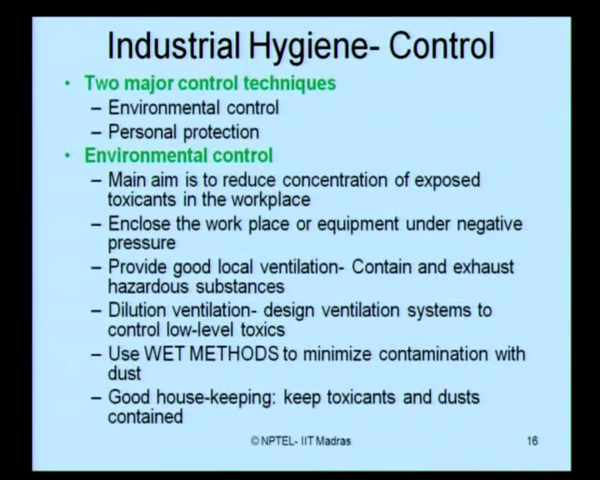 Industrial Hygiene- Control
• Two major control techniques
– Environmental control
– Personal protection
• Environmental control
– Main aim is to reduce concentration of exposed
toxicants in the workplace
– Enclose the work place or equipment under negative
pressure
– Provide good local ventilation- Contain and exhaust
hazardous substances
– Dilution ventilation- design ventilation systems to
control low-level toxics
– Use WET METHODS to minimize contamination with
dust
– Good house-keeping: keep toxicants and dusts
contained
© NPTEL- IIT Madras
16